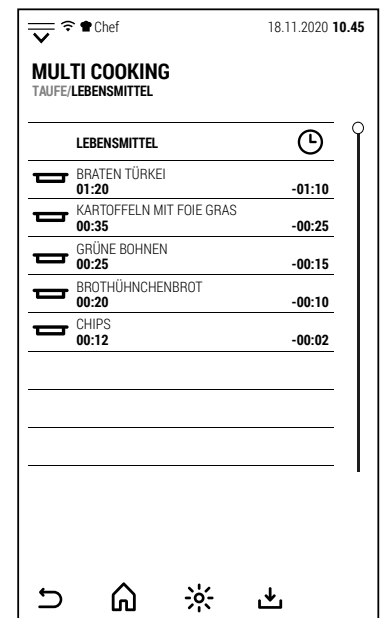 Chef 18.11.2020 10.45
MULTI COOKING
TAUFE/LEBENSMITTEL
LEBENSMITTEL
BRATEN TÜRKEI
01:20 -01:10
KARTOFFELN MIT FOIE GRAS
00:35 -00:25
GRÜNE BOHNEN
00:25 -00:15
BROTHÜHNCHENBROT
00:20 -00:10
CHIPS
00:12 -00:02